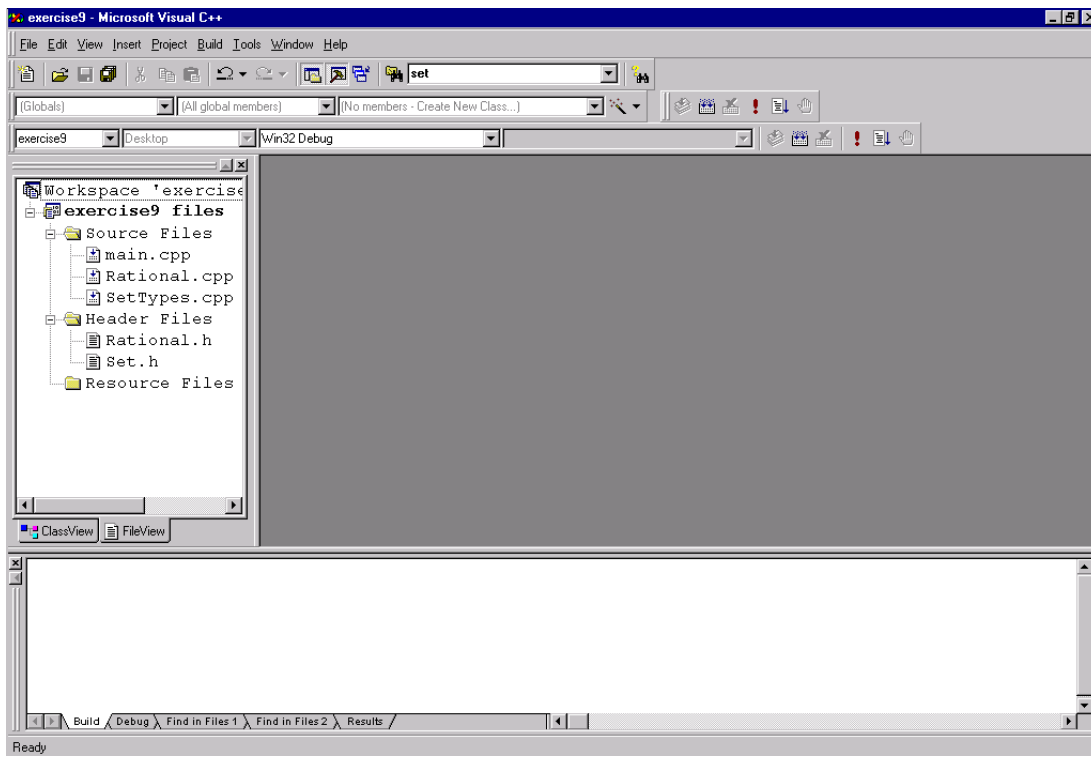 exercise9 - Microsoft Visual C++
File Edit View Insert Project Build Tools Window Help
set
(Globals) (All global members) (No members - Create New Class...)
exercise9 Desktop Win32 Debug
Workspace 'exercise
exercise9 files
Source Files
main.cpp
Rational.cpp
SetTypes.cpp
Header Files
Rational.h
Set.h
Resource Files
ClassView FileView
Build Debug Find in Files 1 Find in Files 2 Results
Ready